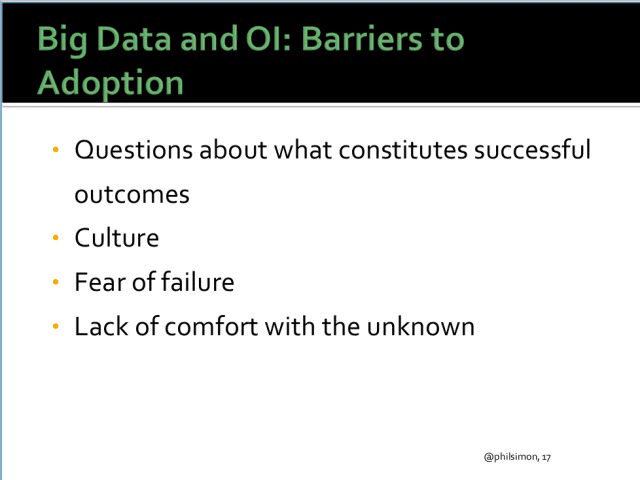 Big Data and OI: Barriers to
Adoption
• Questions about what constitutes successful
outcomes
• Culture
• Fear of failure
• Lack of comfort with the unknown
@philsimon, 17